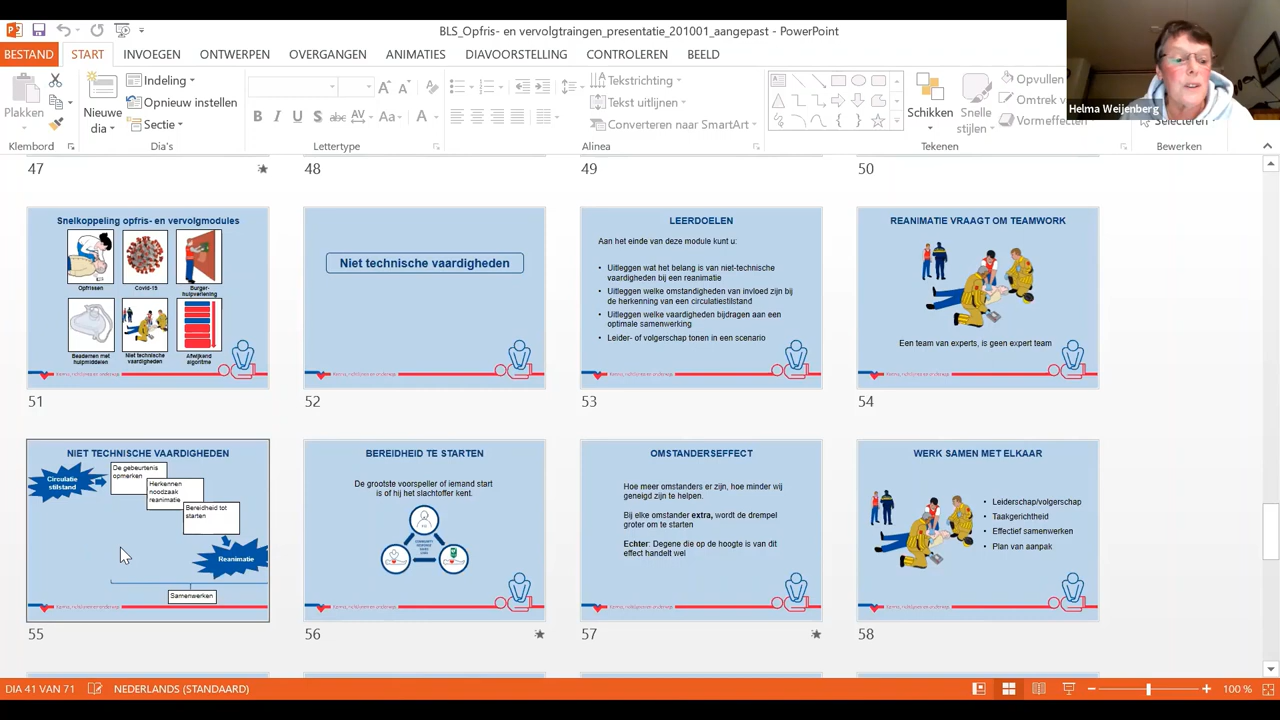 BLS_Opfris- en vervolgtraingen_presentatie_201001_aangepast - PowerPoint
BESTAND
START
INVOEGEN
ONTWERPEN
OVERGANGEN
ANIMATIES
DIAVOORSTELLING
CONTROLEREN
BEELD
Helma Weijenberg
Plakken
Nieuwe
dia
Indeling
Opnieuw instellen
Sectie
B I U S abc AV Aa A
Tekstrichting
Tekst uitlijnen
Converteren naar SmartArt
Schikken
Snelle
stijlen
Opvullen
Omtrek v
Vormeffecten
Selecteren
Klembord
Dia's
Lettertype
Alinea
Tekenen
Bewerken
47
48
49
50
Snelkoppeling opfris- en vervolgmodules
Opfrissen
Covid-19
Burger-
hulpverlening
Beademen met
hulpmiddelen
Niet technische
vaardigheden
Afwijkend
algoritme
51
Niet technische vaardigheden
52
LEERDOELEN
Aan het einde van deze module kunt u:
• Uitleggen wat het belang is van niet-technische
vaardigheden bij een reanimatie
• Uitleggen welke omstandigheden van invloed zijn bij
de herkenning van een circulatiestilstand
• Uitleggen welke vaardigheden bijdragen aan een
optimale samenwerking
• Leider- of volgerschap tonen in een scenario
53
REANIMATIE VRAAGT OM TEAMWORK
Een team van experts, is geen expert team
54
NIET TECHNISCHE VAARDIGHEDEN
Circulatie
stilstand
De gebeurtenis
opmerken
Herkennen
noodzaak
reanimatie
Bereidheid tot
starten
Reanimatie
Samenwerken
55
BEREIDHEID TE STARTEN
De grootste voorspeller of iemand start
is of hij het slachtoffer kent.
56
OMSTANDERSEFFECT
Hoe meer omstanders er zijn, hoe minder wij
geneigd zijn te helpen.
Bij elke omstander extra, wordt de drempel
groter om te starten
Echter: Degene die op de hoogte is van dit
effect handelt wel
57
WERK SAMEN MET ELKAAR
• Leiderschap/volgerschap
• Taakgerichtheid
• Effectief samenwerken
• Plan van aanpak
58
DIA 41 VAN 71
NEDERLANDS (STANDAARD)
100 %